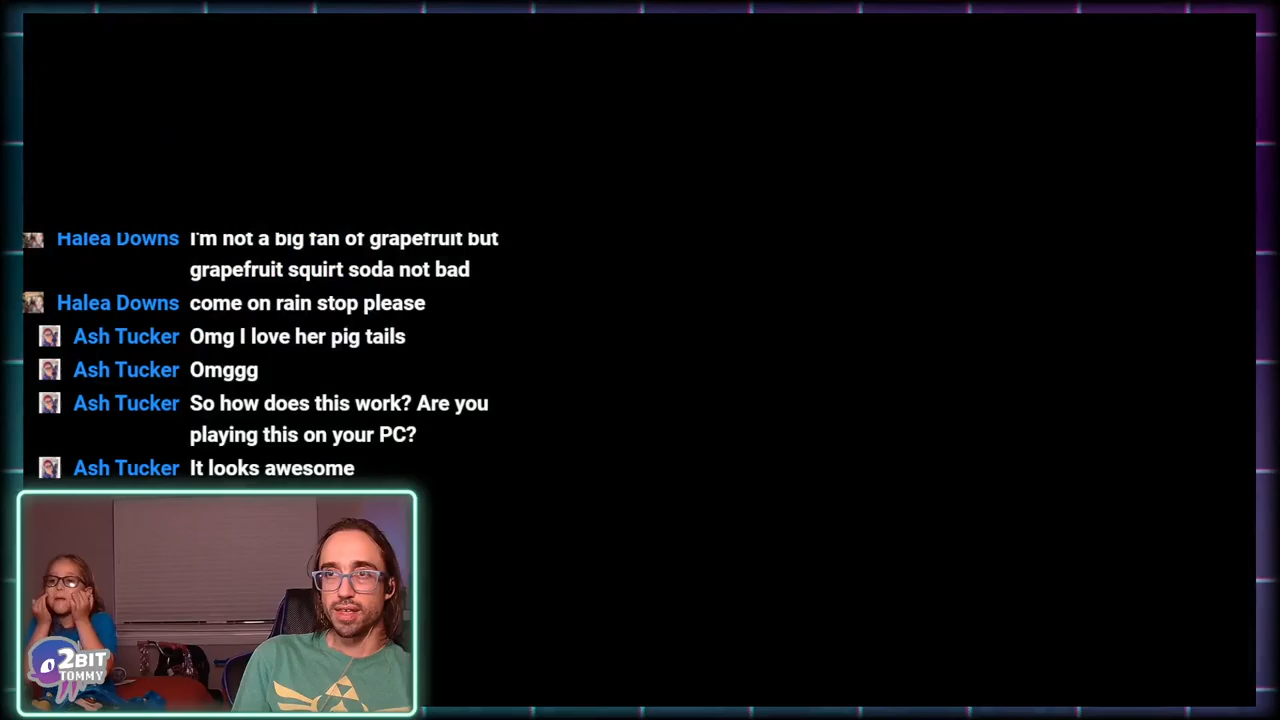 Halea Downs I'm not a big fan of grapefruit but
grapefruit squirt soda not bad
Halea Downs come on rain stop please
Ash Tucker Omg I love her pig tails
Ash Tucker Omggg
Ash Tucker So how does this work? Are you
playing this on your PC?
Ash Tucker It looks awesome
2BIT
TOMMY